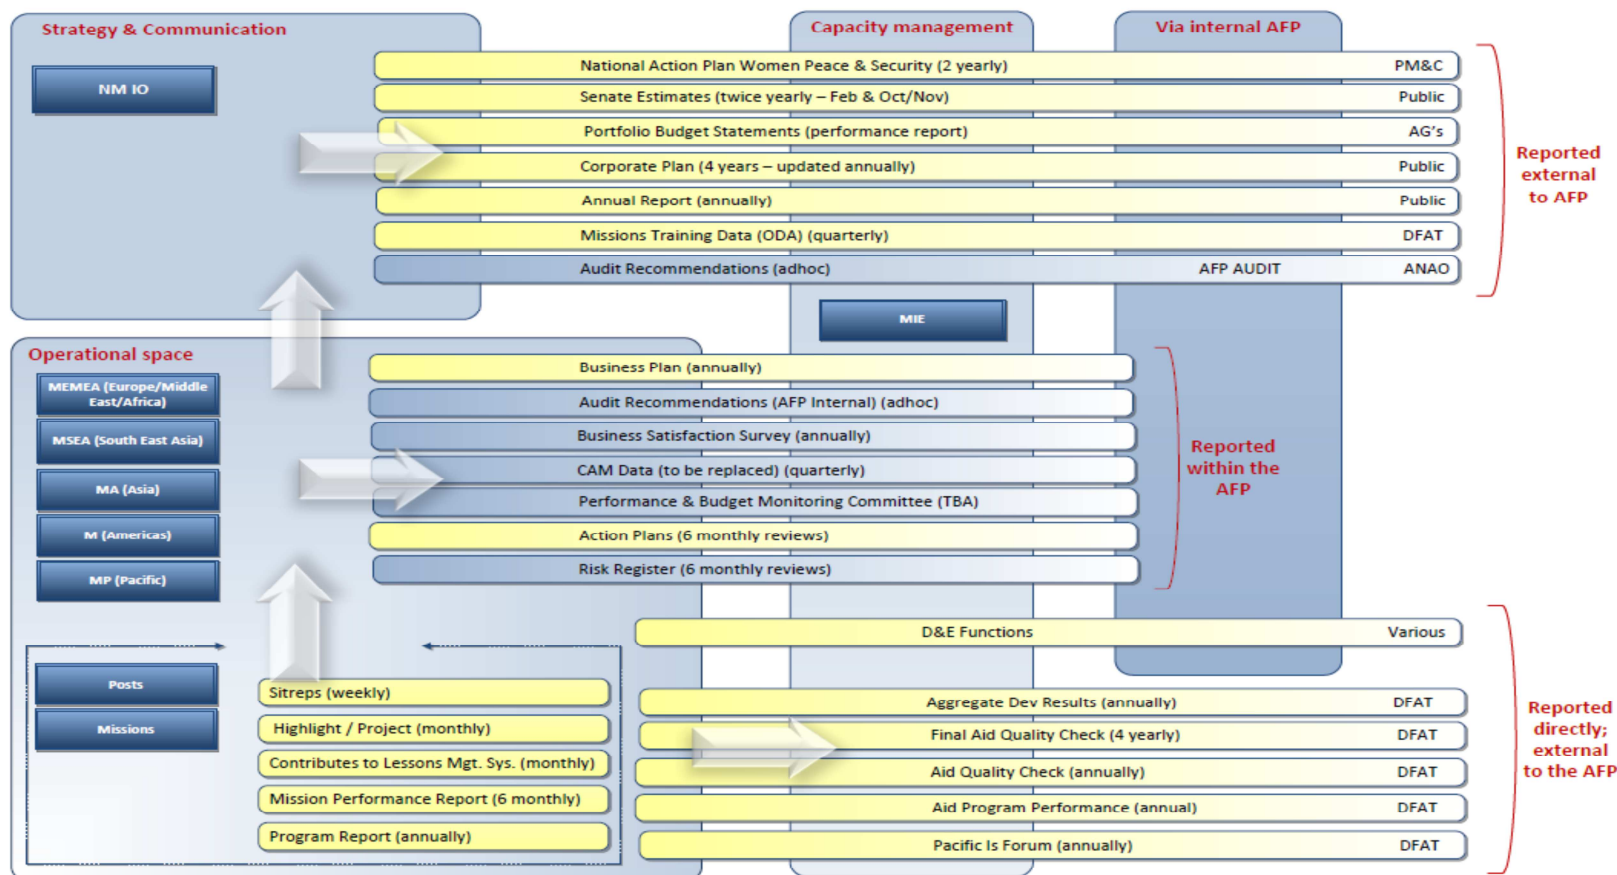 Strategy & Communication
Capacity management
Via internal AFP
NM IO
National Action Plan Women Peace & Security (2 yearly) PM&C
Senate Estimates (twice yearly – Feb & Oct/Nov) Public
Portfolio Budget Statements (performance report) AG's
Corporate Plan (4 years – updated annually) Public
Annual Report (annually) Public
Missions Training Data (ODA) (quarterly) DFAT
Audit Recommendations (adhoc) AFP AUDIT ANAO
Reported
external
to AFP
MIE
Operational space
MEMEA (Europe/Middle
East/Africa)
MSEA (South East Asia)
MA (Asia)
M (Americas)
MP (Pacific)
Business Plan (annually)
Audit Recommendations (AFP Internal) (adhoc)
Business Satisfaction Survey (annually)
CAM Data (to be replaced) (quarterly)
Performance & Budget Monitoring Committee (TBA)
Action Plans (6 monthly reviews)
Risk Register (6 monthly reviews)
Reported
within the
AFP
Posts
Missions
Sitreps (weekly)
Highlight / Project (monthly)
Contributes to Lessons Mgt. Sys. (monthly)
Mission Performance Report (6 monthly)
Program Report (annually)
D&E Functions Various
Aggregate Dev Results (annually) DFAT
Final Aid Quality Check (4 yearly) DFAT
Aid Quality Check (annually) DFAT
Aid Program Performance (annual) DFAT
Pacific Is Forum (annually) DFAT
Reported
directly;
external
to the AFP